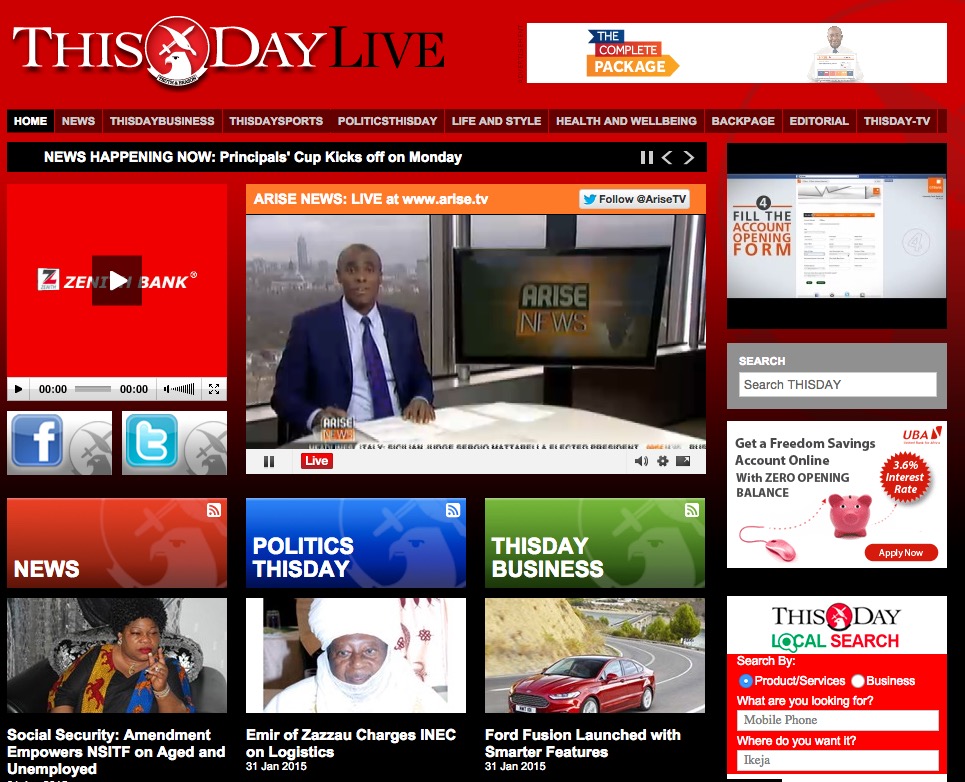 THISDAYLIVE
TRUTH & REASON
THE
COMPLETE
PACKAGE
HOME NEWS THISDAYBUSINESS THISDAYSPORTS POLITICSTHISDAY LIFE AND STYLE HEALTH AND WELLBEING BACKPAGE EDITORIAL THISDAY-TV
NEWS HAPPENING NOW: Principals' Cup Kicks off on Monday
ARISE NEWS: LIVE at www.arise.tv
Follow @AriseTV
4
FILL THE
ACCOUNT
OPENING
FORM
Z
ZENITH
ZENITH BANK®
ARISE
NEWS
ARISE
NEWS
ITALY: SICILIAN JUDGE SERGIO MATTARELLA ELECTED PRESIDENT
00:00 00:00
Live
SEARCH
Search THISDAY
f
t
UBA
Get a Freedom Savings
Account Online
With ZERO OPENING
BALANCE
3.6%
Interest
Rate
Apply Now
NEWS
POLITICS
THISDAY
THISDAY
BUSINESS
THISDAY
LOCAL SEARCH
Search By:
Product/Services Business
What are you looking for?
Mobile Phone
Where do you want it?
Ikeja
Social Security: Amendment
Empowers NSITF on Aged and
Unemployed
Emir of Zazzau Charges INEC
on Logistics
31 Jan 2015
Ford Fusion Launched with
Smarter Features
31 Jan 2015